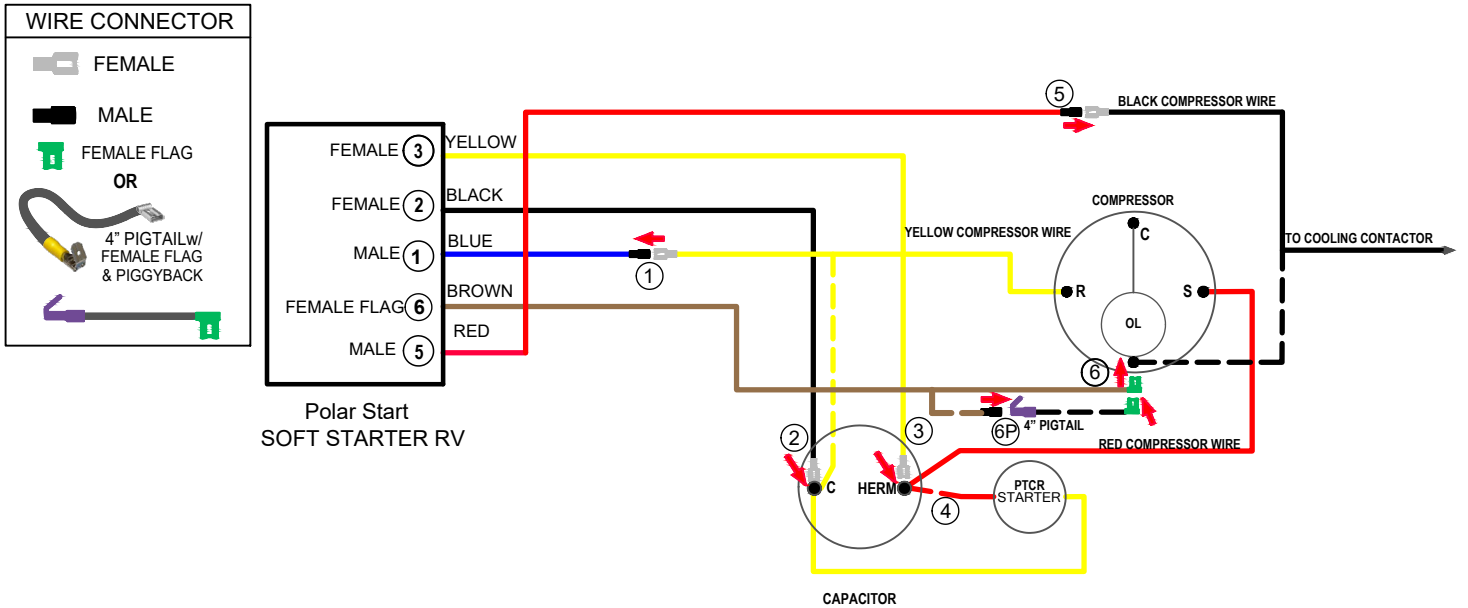 WIRE CONNECTOR
FEMALE
MALE
FEMALE FLAG
OR
4” PIGTAILw/
FEMALE FLAG
& PIGGYBACK
FEMALE 3
YELLOW
FEMALE 2
BLACK
MALE 1
BLUE
FEMALE FLAG 6
BROWN
MALE 5
RED
Polar Start
SOFT STARTER RV
5
BLACK COMPRESSOR WIRE
COMPRESSOR
C
YELLOW COMPRESSOR WIRE
TO COOLING CONTACTOR
1
R
S
OL
6
6P
4” PIGTAIL
2
3
RED COMPRESSOR WIRE
C
HERM
4
PTCR
STARTER
CAPACITOR